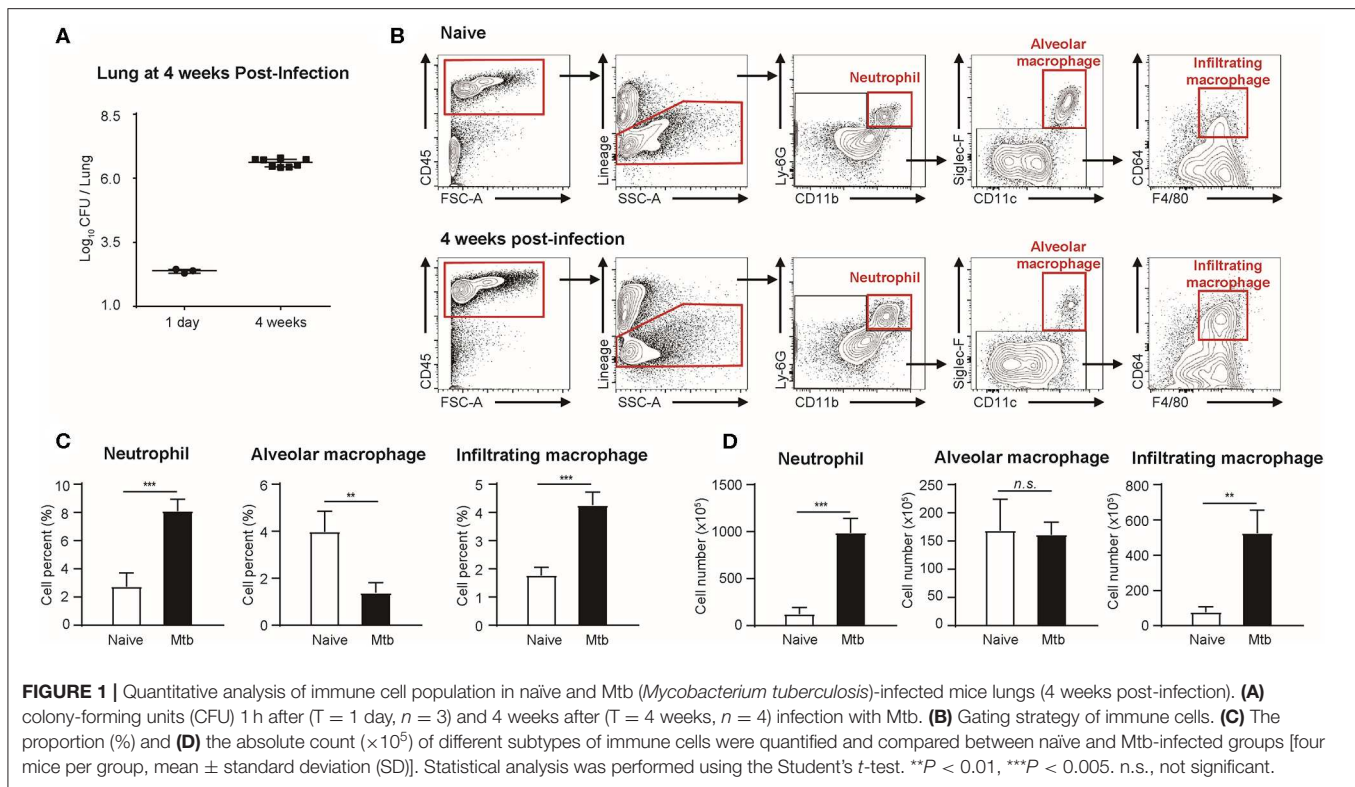 A
Lung at 4 weeks Post-Infection
Log10 CFU / Lung
8.5
6.0
3.5
1.0
1 day
4 weeks
B
Naive
CD45
FSC-A
Lineage
SSC-A
Neutrophil
Ly-6G
CD11b
Alveolar
macrophage
Siglec-F
CD11c
Infiltrating
macrophage
CD64
F4/80
4 weeks post-infection
CD45
FSC-A
Lineage
SSC-A
Neutrophil
Ly-6G
CD11b
Alveolar
macrophage
Siglec-F
CD11c
Infiltrating
macrophage
CD64
F4/80
C
Neutrophil
Cell percent (%)
10
8
6
4
2
0
***
Naive
Mtb
Alveolar macrophage
Cell percent (%)
6
4
2
0
**
Naive
Mtb
Infiltrating macrophage
Cell percent (%)
5
4
3
2
1
0
***
Naive
Mtb
D
Neutrophil
Cell number (x10⁵)
1500
1000
500
0
***
Naive
Mtb
Alveolar macrophage
Cell number (x10⁵)
250
200
150
100
50
0
n.s.
Naive
Mtb
Infiltrating macrophage
Cell number (x10⁵)
800
600
400
200
0
**
Naive
Mtb
FIGURE 1 | Quantitative analysis of immune cell population in naïve and Mtb (Mycobacterium tuberculosis)-infected mice lungs (4 weeks post-infection). (A)
colony-forming units (CFU) 1 h after (T = 1 day, n = 3) and 4 weeks after (T = 4 weeks, n = 4) infection with Mtb. (B) Gating strategy of immune cells. (C) The
proportion (%) and (D) the absolute count (×10⁵) of different subtypes of immune cells were quantified and compared between naïve and Mtb-infected groups [four
mice per group, mean ± standard deviation (SD)]. Statistical analysis was performed using the Student's t-test. **P < 0.01, ***P < 0.005. n.s., not significant.